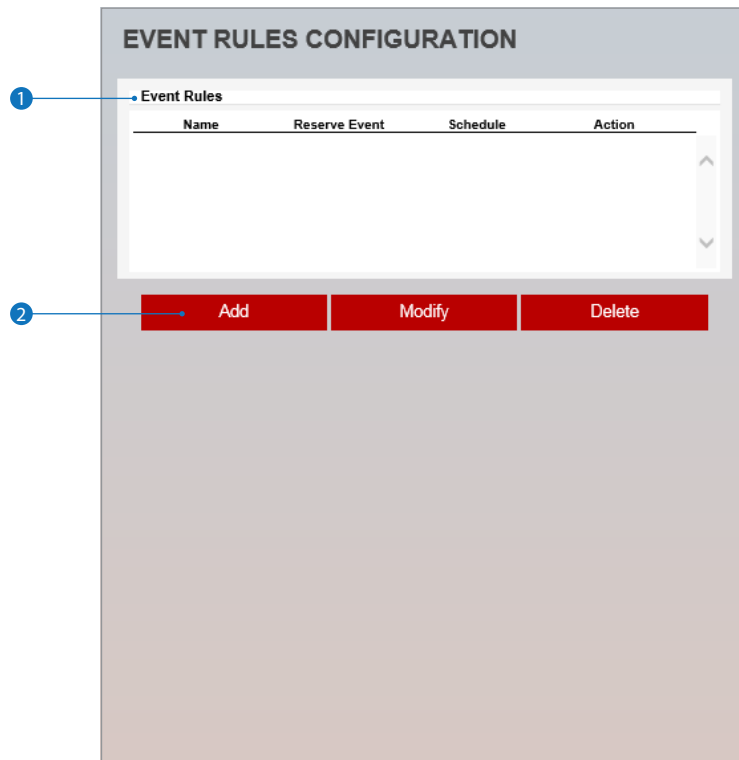 EVENT RULES CONFIGURATION
1
Event Rules
Name Reserve Event Schedule Action
2
Add Modify Delete